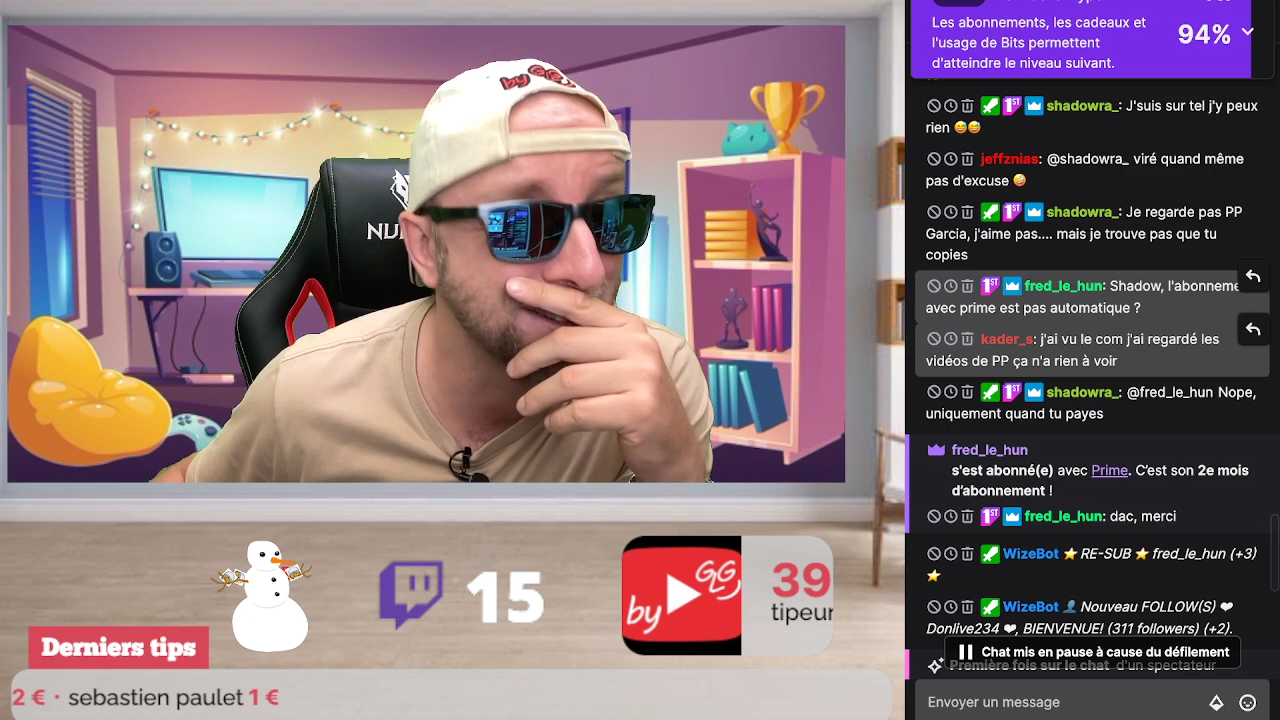 Les abonnements, les cadeaux et
l'usage de Bits permettent
d'atteindre le niveau suivant.
94%
shadowra_: J'suis sur tel j'y peux
rien 😅😅
jeffznias: @shadowra_ viré quand même
pas d'excuse 🤪
1ST shadowra_: Je regarde pas PP
Garcia, j'aime pas.... mais je trouve pas que tu
copies
1ST fred_le_hun: Shadow, l'abonneme
avec prime est pas automatique ?
kader_s: j'ai vu le com j'ai regardé les
vidéos de PP ça n'a rien à voir
1ST shadowra_: @fred_le_hun Nope,
uniquement quand tu payes
fred_le_hun
s'est abonné(e) avec Prime. C'est son 2e mois
d'abonnement !
1ST fred_le_hun: dac, merci
WizeBot ⭐ RE-SUB ⭐ fred_le_hun (+3)
⭐
WizeBot 👤 Nouveau FOLLOW(S) ❤
Donlive234 ❤, BIENVENUE! (311 followers) (+2).
Chat mis en pause à cause du défilement
Première fois sur le chat d'un spectateur
Envoyer un message
by GG
15
by GG
39
tipeur
Derniers tips
2 € · sebastien paulet 1 €